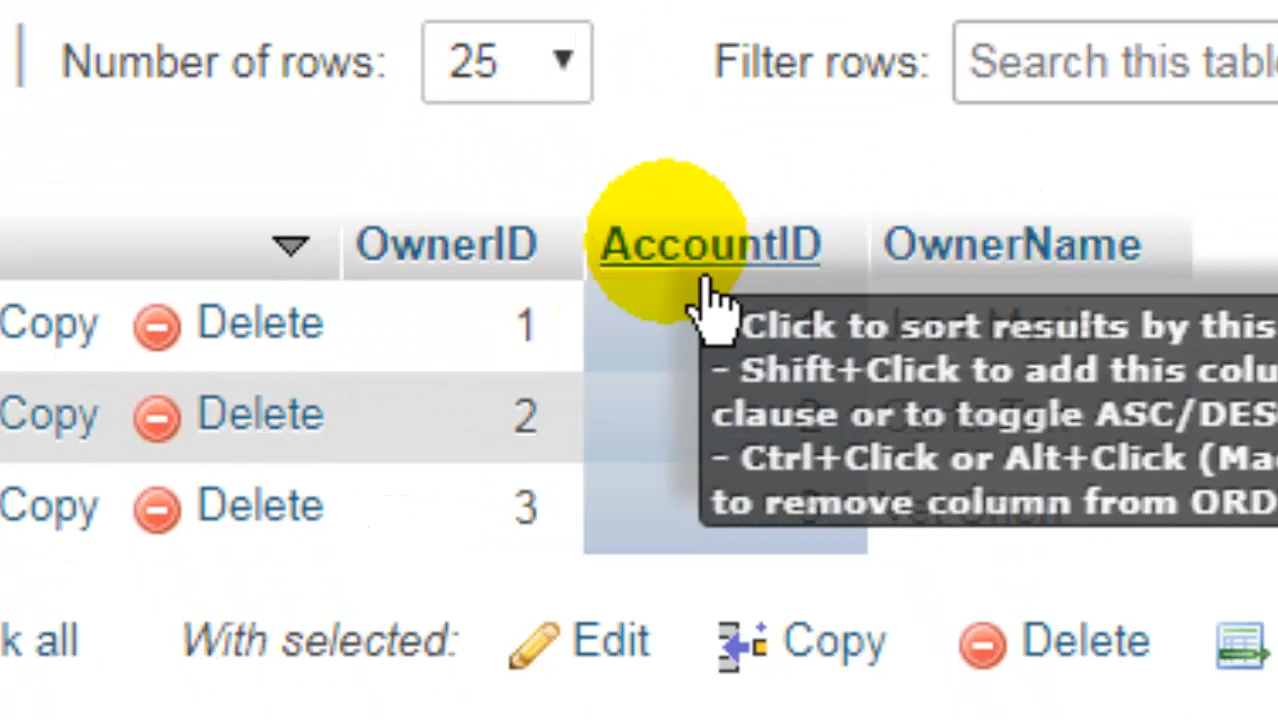 Number of rows: 25 Filter rows: Search this tabl
OwnerID AccountID OwnerName
Copy Delete 1
Click to sort results by this
- Shift+Click to add this colu
Copy Delete 2
clause or to toggle ASC/DES
- Ctrl+Click or Alt+Click (Ma
Copy Delete 3
to remove column from ORD
k all With selected: Edit Copy Delete